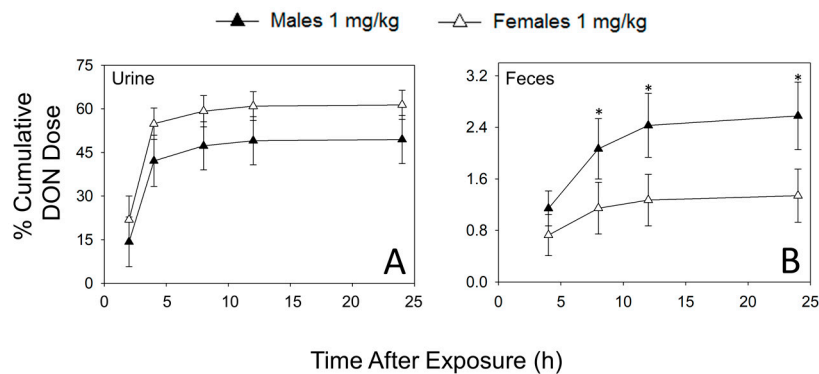 Males 1 mg/kg Females 1 mg/kg
% Cumulative
DON Dose
Urine
75
60
45
30
15
0
0 5 10 15 20 25
A
Feces
3.2
2.4
1.6
0.8
0.0
* * *
0 5 10 15 20 25
B
Time After Exposure (h)